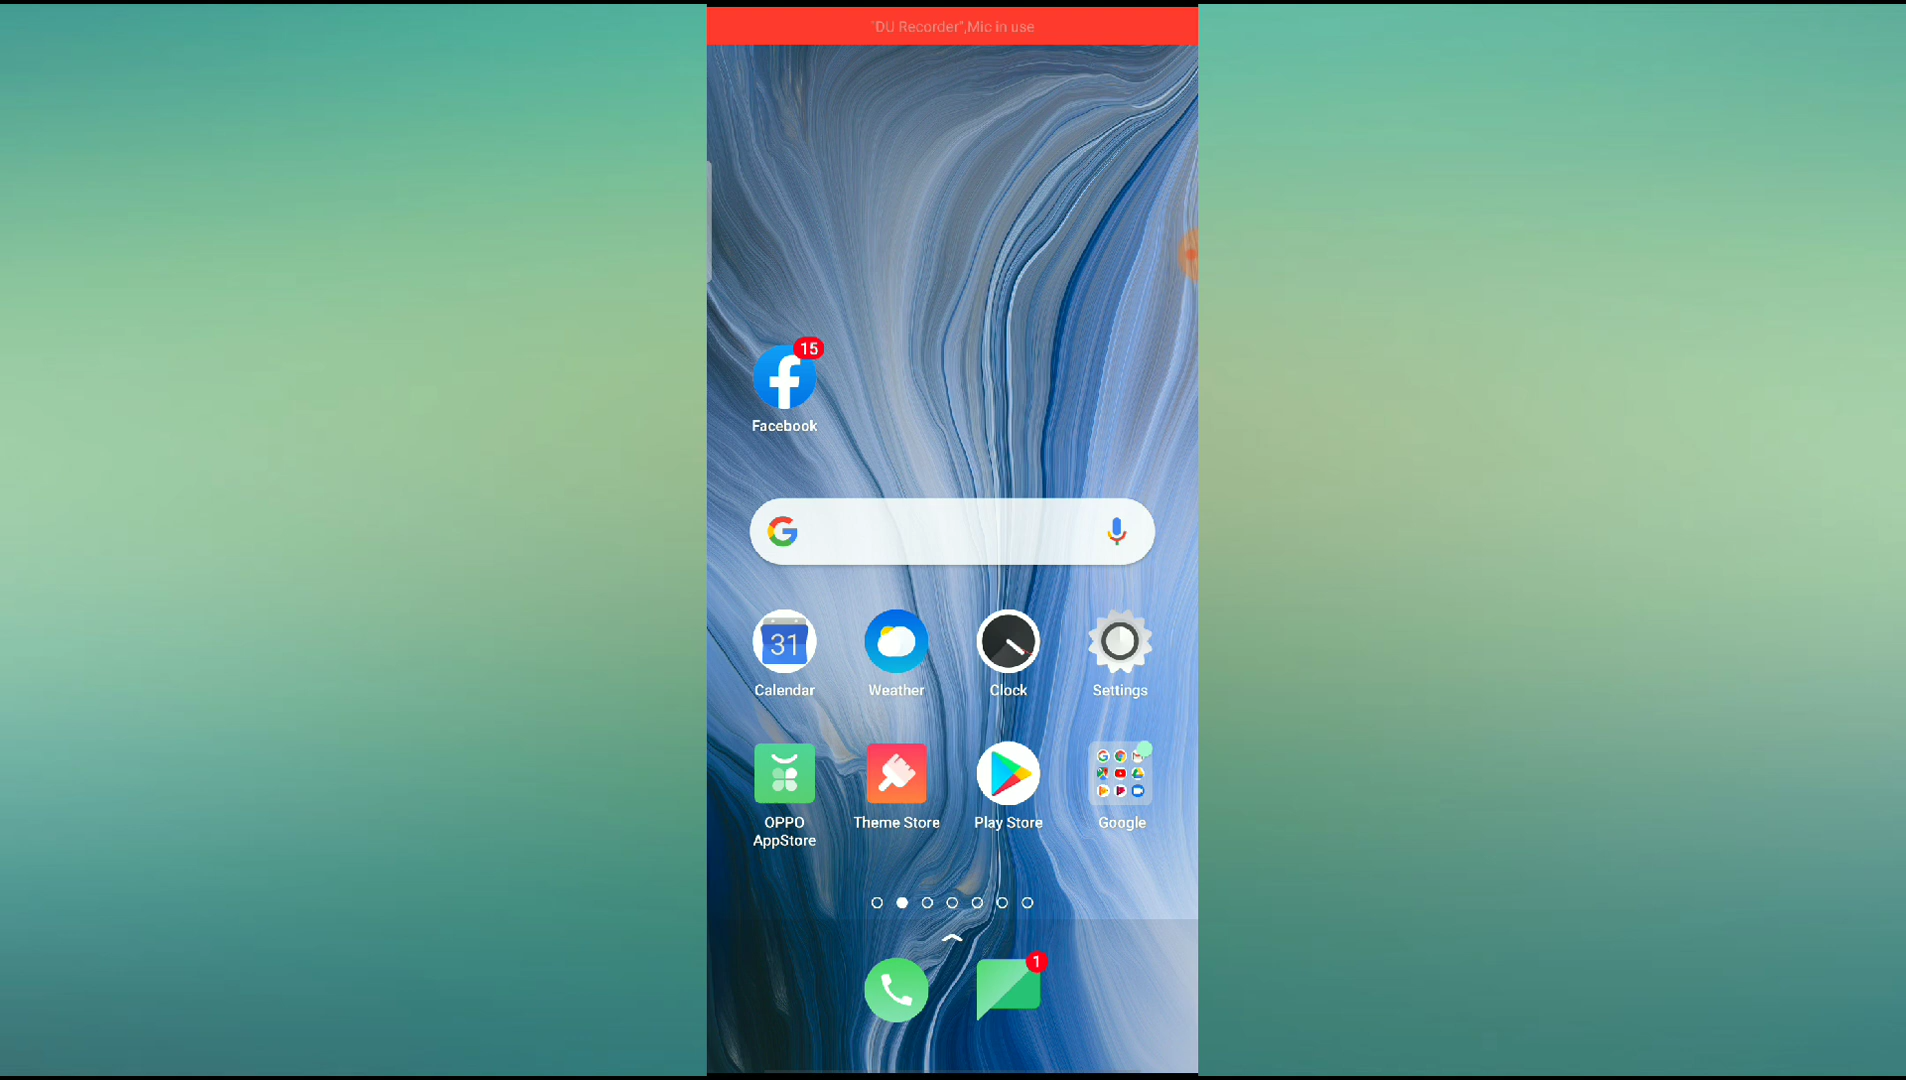 "DU Recorder",Mic in use
15
Facebook
31
Calendar
Weather
Clock
Settings
OPPO
AppStore
Theme Store
Play Store
Google
1